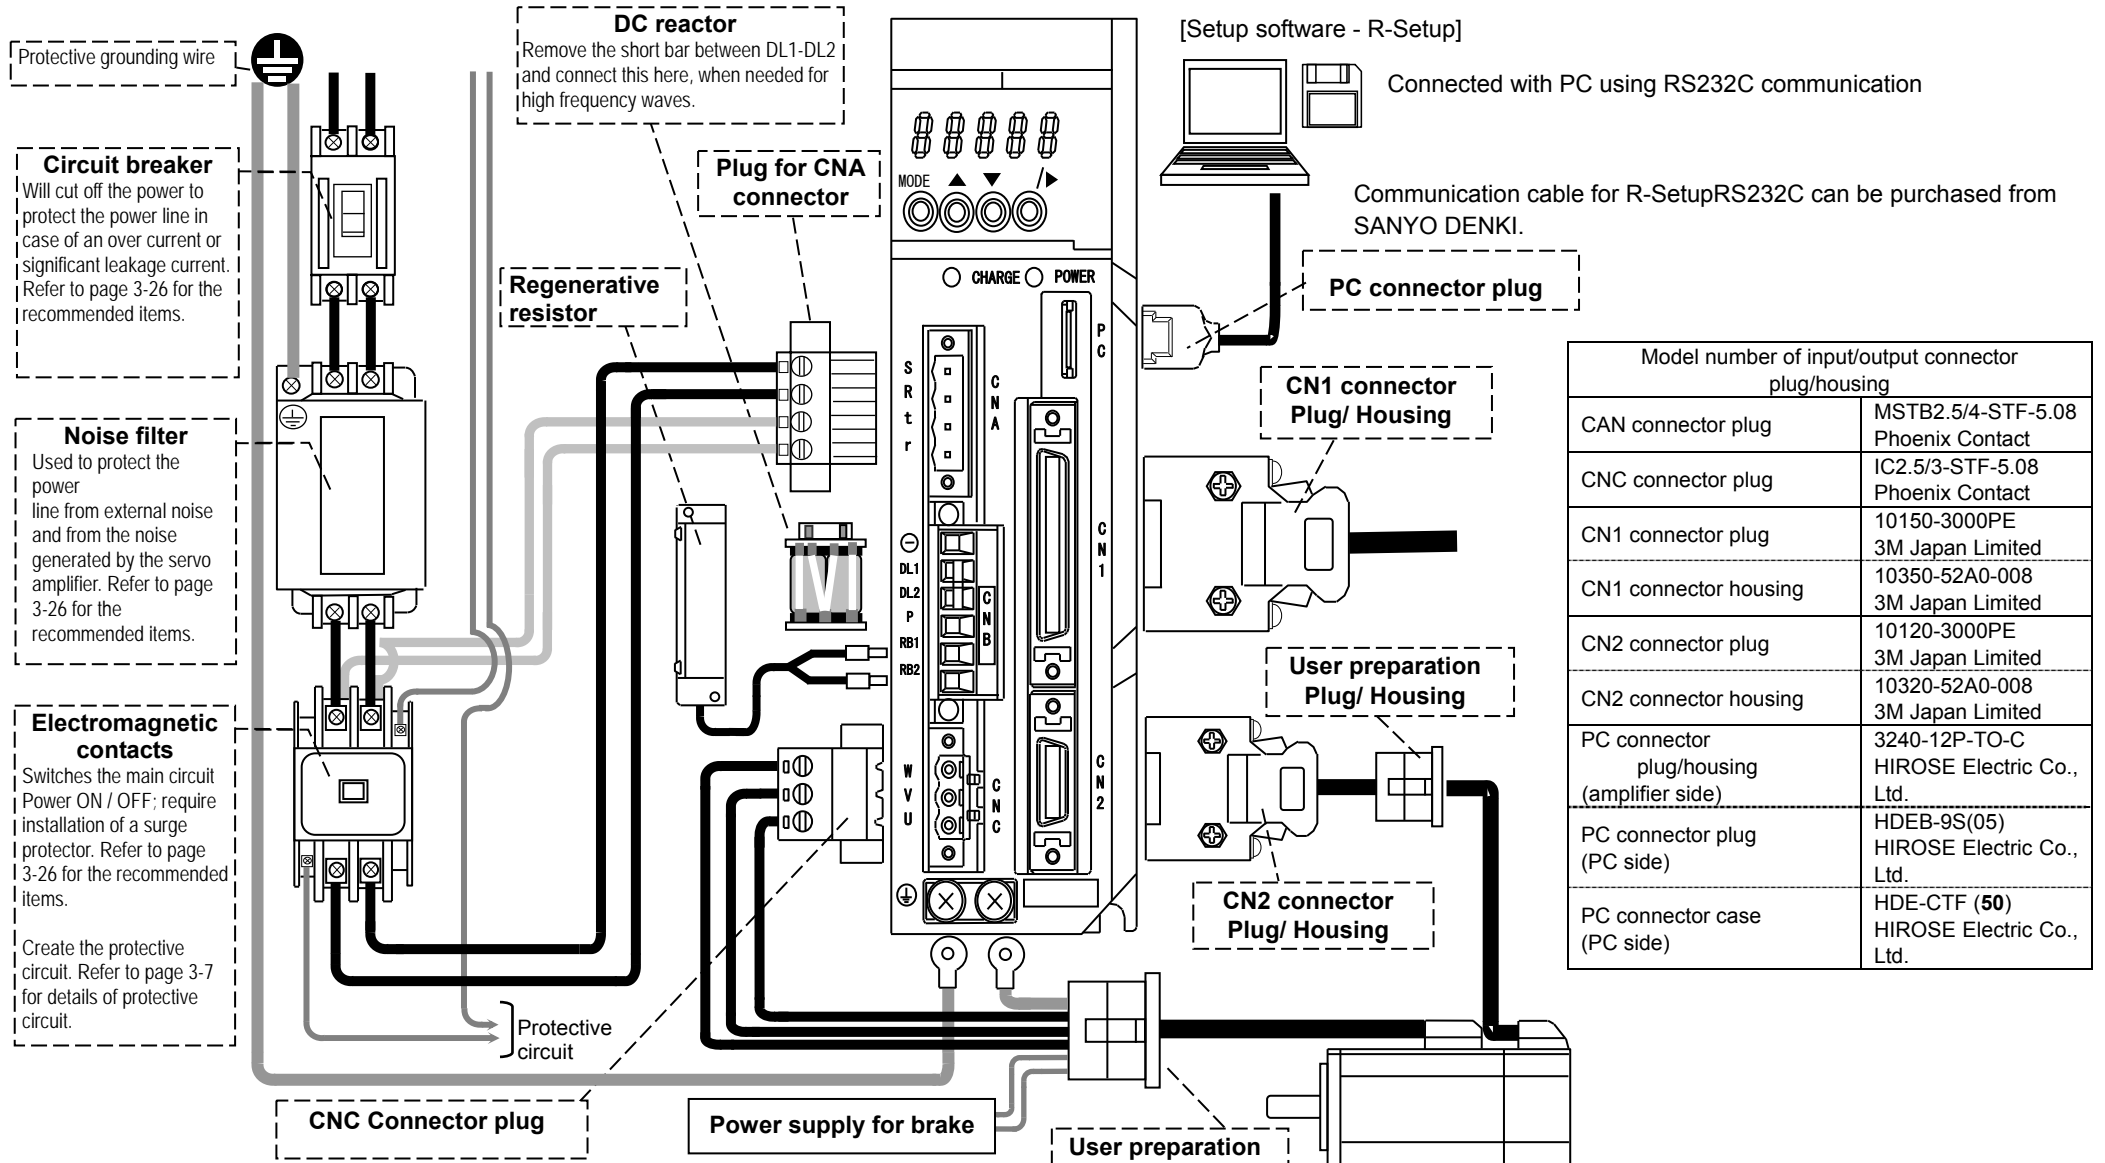 Protective grounding wire
Circuit breaker
Will cut off the power to
protect the power line in
case of an over current or
significant leakage current.
Refer to page 3-26 for the
recommended items.
Noise filter
Used to protect the
power
line from external noise
and from the noise
generated by the servo
amplifier. Refer to page
3-26 for the
recommended items.
Electromagnetic
contacts
Switches the main circuit
Power ON / OFF; require
installation of a surge
protector. Refer to page
3-26 for the recommended
items.
Create the protective
circuit. Refer to page 3-7
for details of protective
circuit.
DC reactor
Remove the short bar between DL1-DL2
and connect this here, when needed for
high frequency waves.
Plug for CNA
connector
Regenerative
resistor
Protective
circuit
CNC Connector plug
Power supply for brake
User preparation
88888
MODE ▲ ▼ /▶
CHARGE POWER
PC
S
R
t
r
CNA
⊖
DL1
DL2
P
RB1
RB2
CNB
CN1
W
V
U
CNC
CN2
[Setup software - R-Setup]
Connected with PC using RS232C communication
Communication cable for R-SetupRS232C can be purchased from
SANYO DENKI.
PC connector plug
CN1 connector
Plug/ Housing
User preparation
Plug/ Housing
CN2 connector
Plug/ Housing
Model number of input/output connector
plug/housing
CAN connector plug
MSTB2.5/4-STF-5.08
Phoenix Contact
CNC connector plug
IC2.5/3-STF-5.08
Phoenix Contact
CN1 connector plug
10150-3000PE
3M Japan Limited
CN1 connector housing
10350-52A0-008
3M Japan Limited
CN2 connector plug
10120-3000PE
3M Japan Limited
CN2 connector housing
10320-52A0-008
3M Japan Limited
PC connector
plug/housing
(amplifier side)
3240-12P-TO-C
HIROSE Electric Co.,
Ltd.
PC connector plug
(PC side)
HDEB-9S(05)
HIROSE Electric Co.,
Ltd.
PC connector case
(PC side)
HDE-CTF (50)
HIROSE Electric Co.,
Ltd.